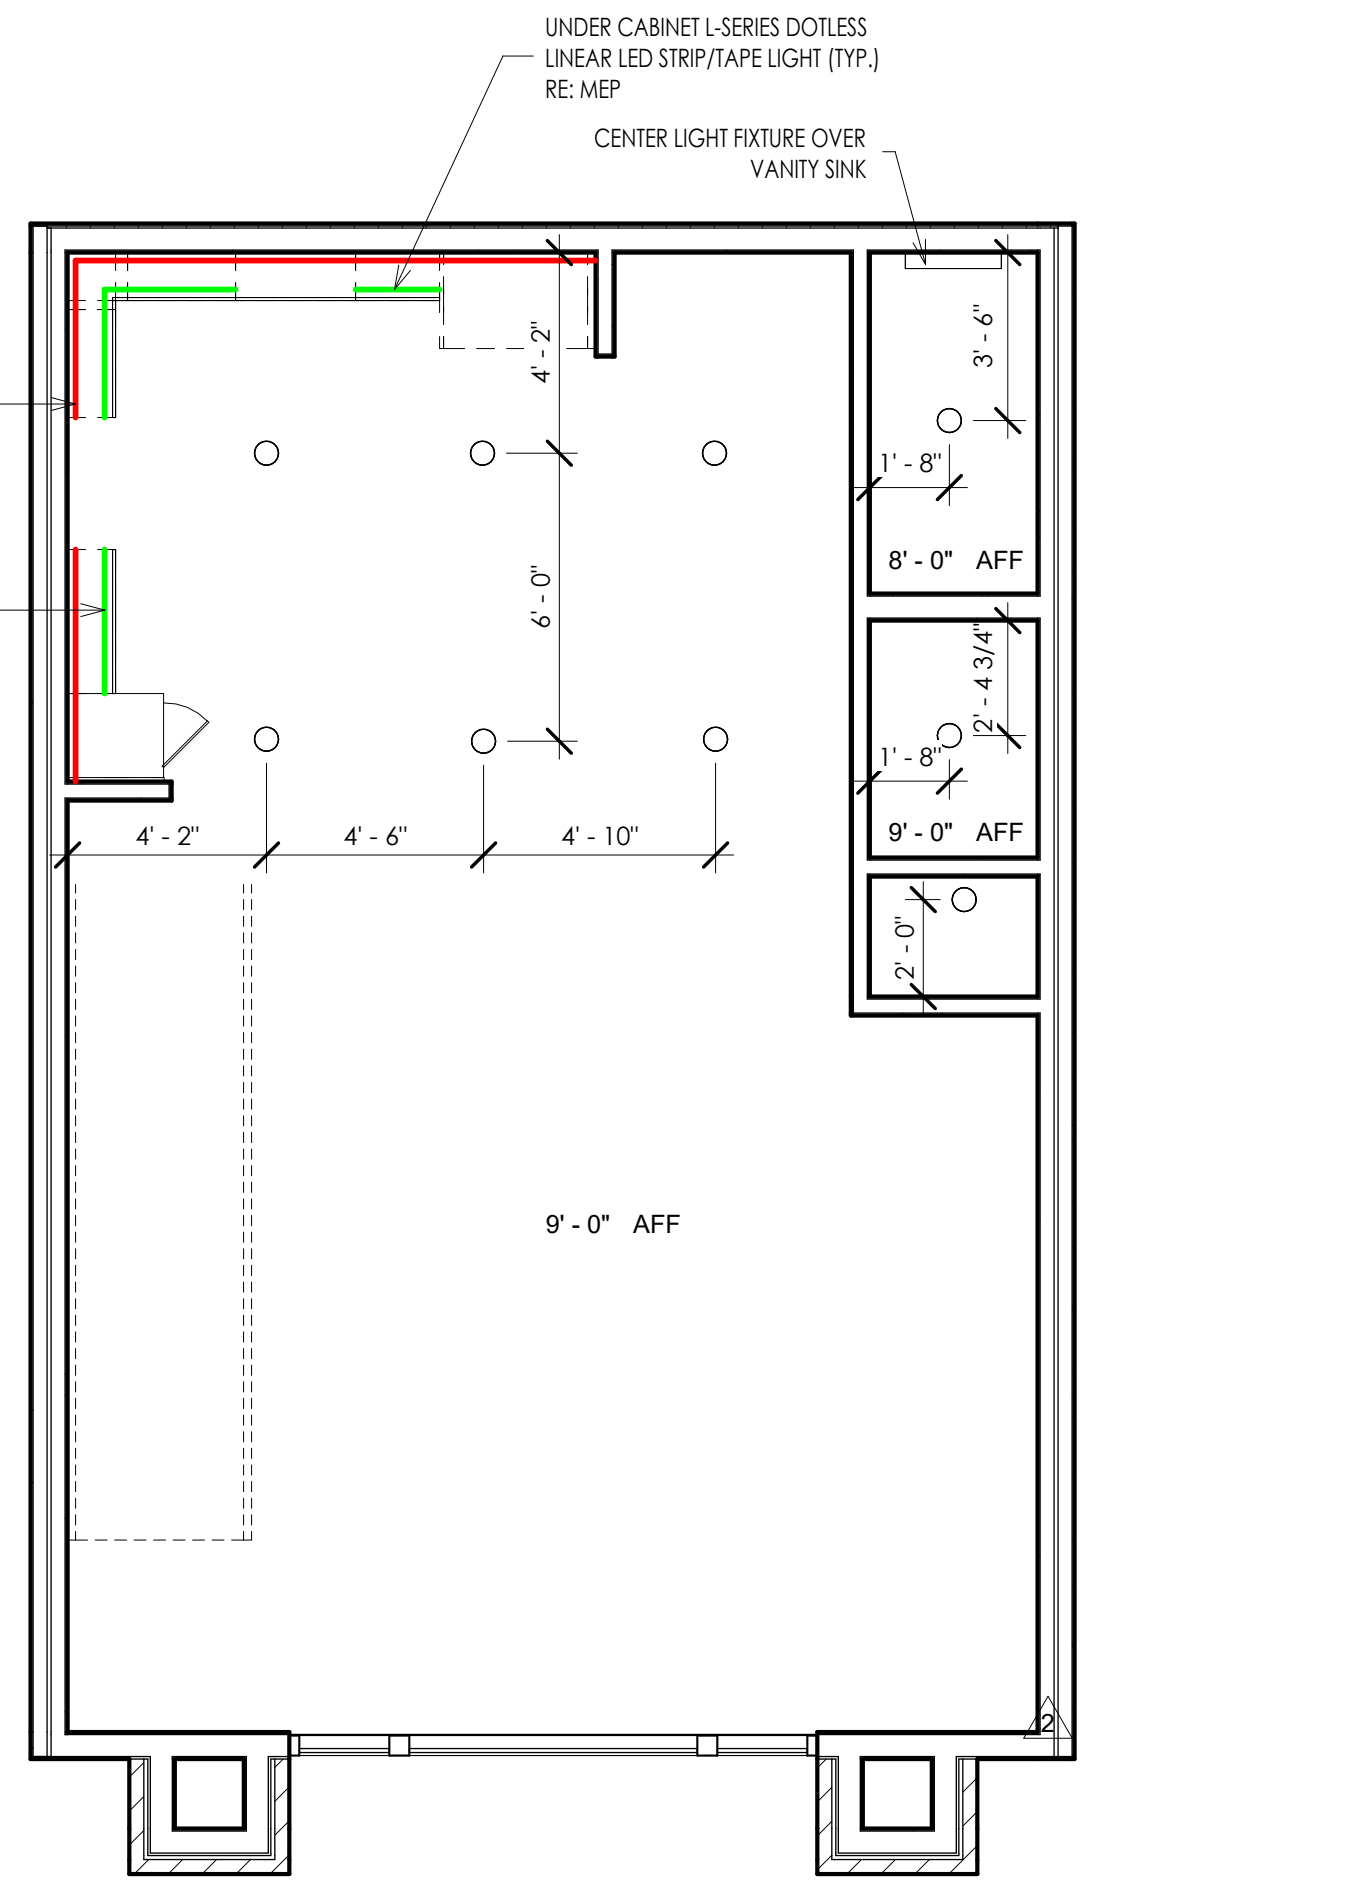 UNDER CABINET L-SERIES DOTLESS
LINEAR LED STRIP/TAPE LIGHT (TYP.)
RE: MEP
CENTER LIGHT FIXTURE OVER
VANITY SINK
4' - 2"
3' - 6"
1' - 8"
8' - 0" AFF
6' - 0"
2' - 4 3/4"
1' - 8"
9' - 0" AFF
4' - 2"
4' - 6"
4' - 10"
2' - 0"
9' - 0" AFF
2